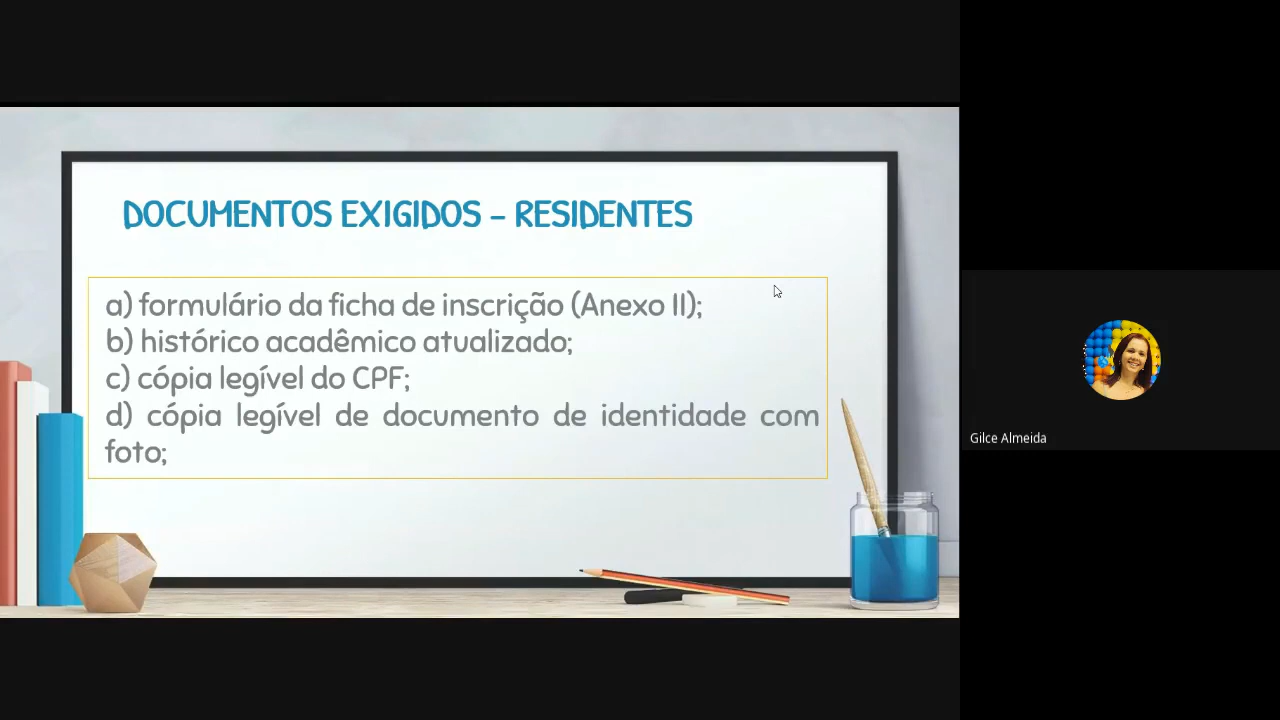 DOCUMENTOS EXIGIDOS – RESIDENTES
a) formulário da ficha de inscrição (Anexo II);
b) histórico acadêmico atualizado;
c) cópia legível do CPF;
d) cópia legível de documento de identidade com
foto;
Gilce Almeida